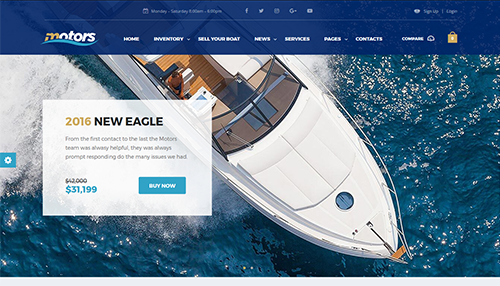 Monday - Saturday 8:00am - 6:00pm
Sign Up | Login
motors
HOME INVENTORY SELL YOUR BOAT NEWS SERVICES PAGES CONTACTS
COMPARE
2016 NEW EAGLE
From the first contact to the last the Motors
team was alwasy helpful, they was always
prompt responding do the many issues we had.
$42,000
$31,199
BUY NOW